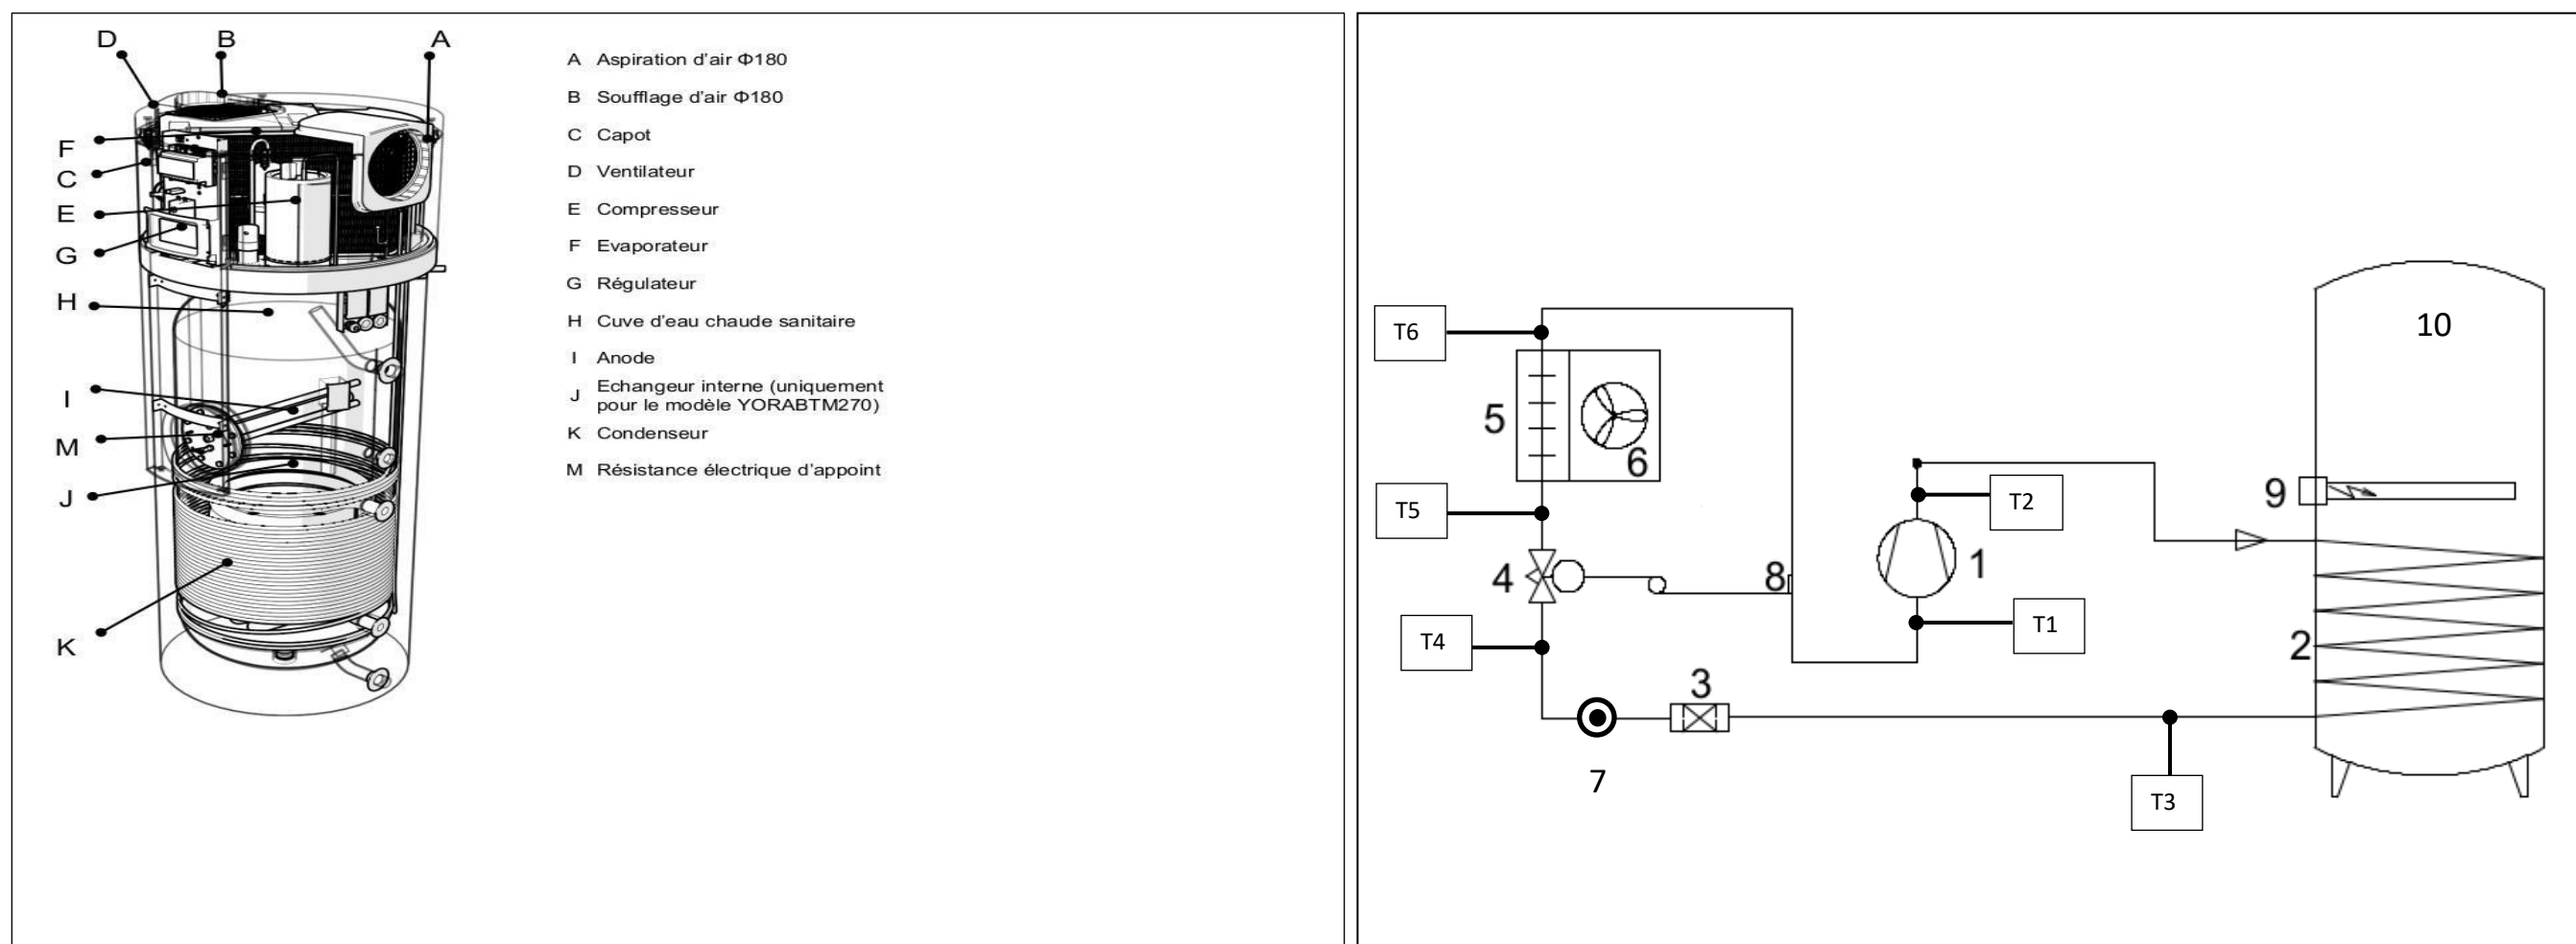 D B A
F
C
E
G
H
I
M
J
K
A Aspiration d'air Φ180
B Soufflage d'air Φ180
C Capot
D Ventilateur
E Compresseur
F Evaporateur
G Régulateur
H Cuve d'eau chaude sanitaire
I Anode
J Echangeur interne (uniquement
pour le modèle YORABTM270)
K Condenseur
M Résistance électrique d'appoint
T6
10
5
6
T5
T2
9
4
8
1
T4
T1
2
3
7
T3